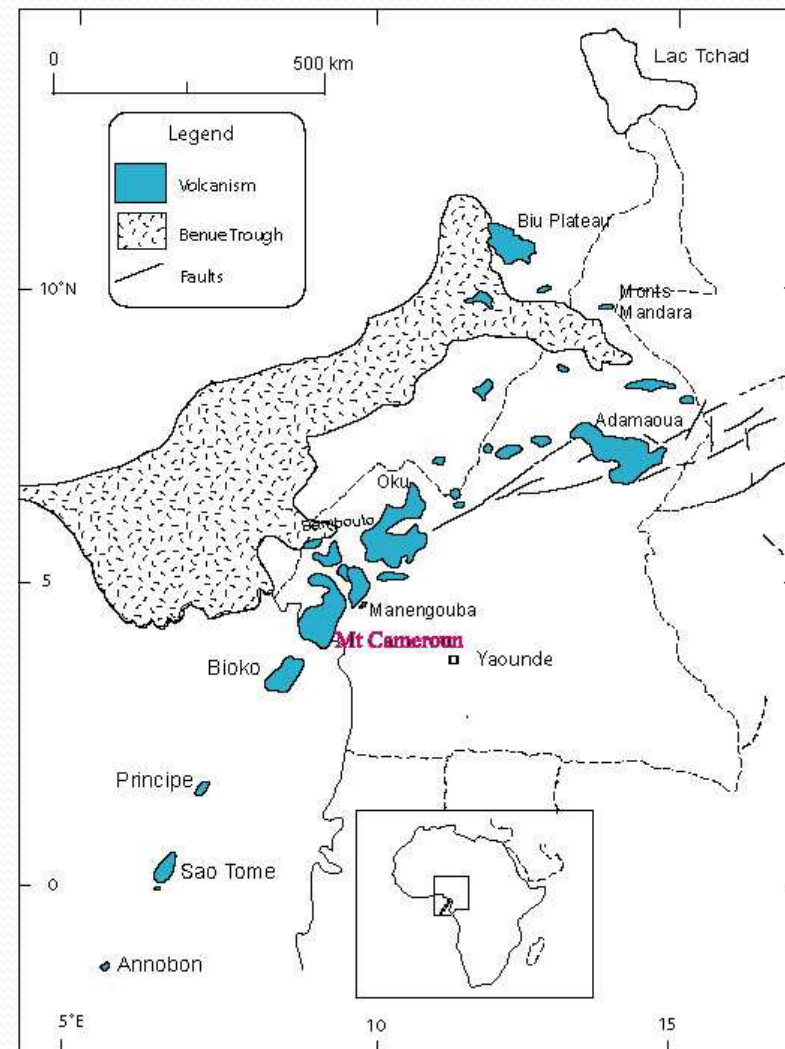 0
500 km
Lac Tchad
Legend
Volcanism
Benue Trough
Faults
Biu Plateau
10°N
Monts
Mandara
Adamaoua
Oku
Bambouto
5
Manengouba
Mt Cameroun
Bioko
Yaounde
Principe
Sao Tome
0
Annobon
5°E
10
15